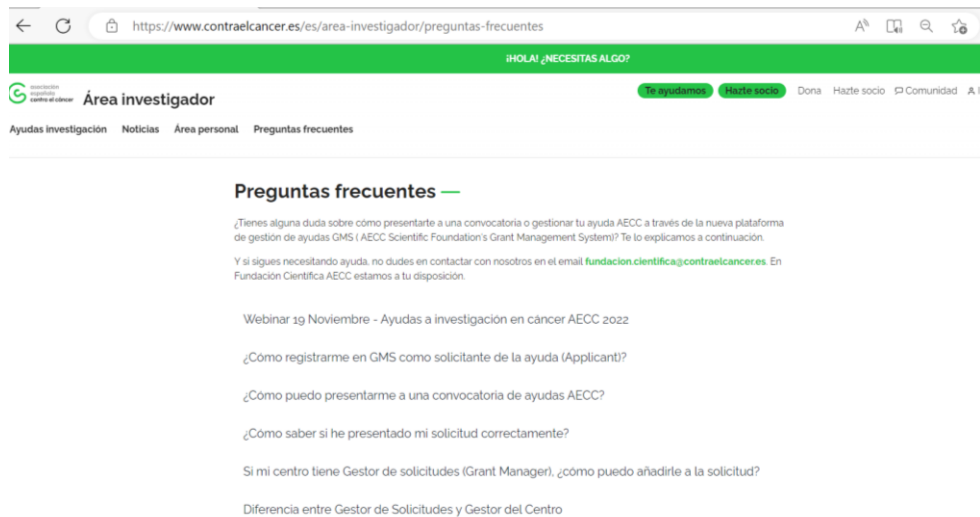 https://www.contraelcancer.es/es/area-investigador/preguntas-frecuentes
¡HOLA! ¿NECESITAS ALGO?
asociación
española
contra el cáncer
Área investigador
Te ayudamos Hazte socio Dona Hazte socio Comunidad
Ayudas investigación Noticias Área personal Preguntas frecuentes
Preguntas frecuentes —
¿Tienes alguna duda sobre cómo presentarte a una convocatoria o gestionar tu ayuda AECC a través de la nueva plataforma
de gestión de ayudas GMS ( AECC Scientific Foundation's Grant Management System)? Te lo explicamos a continuación.
Y si sigues necesitando ayuda, no dudes en contactar con nosotros en el email fundacion.cientifica@contraelcancer.es. En
Fundación Científica AECC estamos a tu disposición.
Webinar 19 Noviembre - Ayudas a investigación en cáncer AECC 2022
¿Cómo registrarme en GMS como solicitante de la ayuda (Applicant)?
¿Cómo puedo presentarme a una convocatoria de ayudas AECC?
¿Cómo saber si he presentado mi solicitud correctamente?
Si mi centro tiene Gestor de solicitudes (Grant Manager), ¿cómo puedo añadirle a la solicitud?
Diferencia entre Gestor de Solicitudes y Gestor del Centro